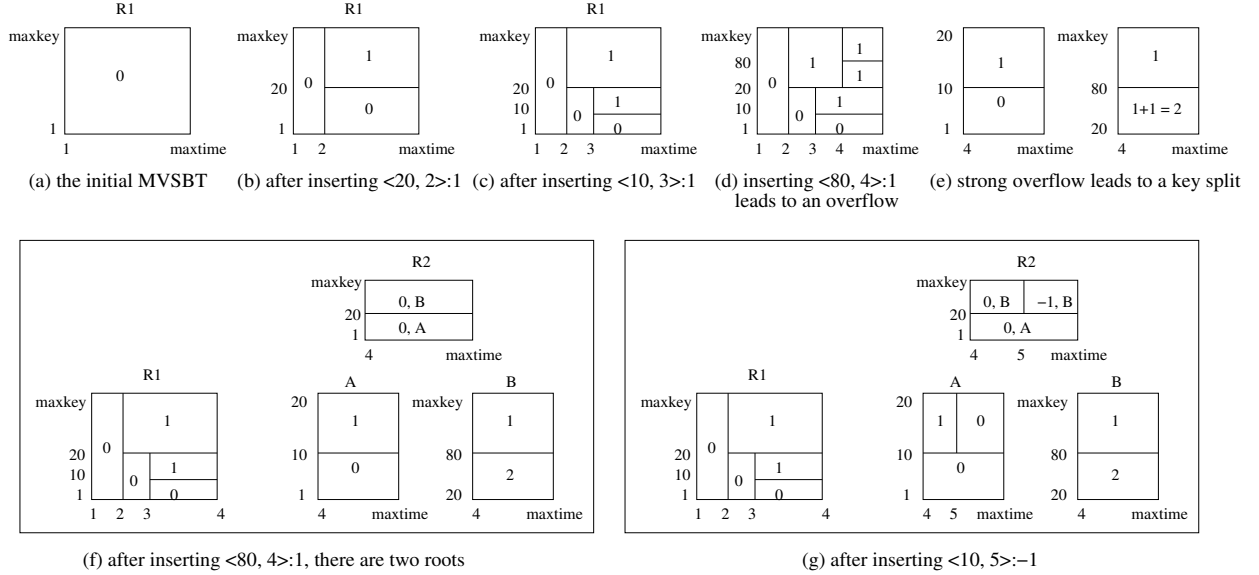 R1
maxkey
0
1
1
maxtime
(a) the initial MVSBT
maxkey
1
20
0
0
1
1 2 maxtime
(b) after inserting <20, 2>:1
R1
maxkey
1
0
20
10
0
1
0
1
1 2 3 maxtime
(c) after inserting <10, 3>:1
maxkey
80
1
1
1
0
20
10
0
1
0
1
1 2 3 4 maxtime
(d) inserting <80, 4>:1
leads to an overflow
20
1
10
0
1
4 maxtime
maxkey
1
80
1+1 = 2
20
4 maxtime
(e) strong overflow leads to a key split
R2
maxkey
0, B
20
0, A
1
4 maxtime
R1
maxkey
1
0
20
10
0
1
0
1
1 2 3 4
A
20
1
10
0
1
4 maxtime
B
maxkey
1
80
2
20
4 maxtime
(f) after inserting <80, 4>:1, there are two roots
R2
maxkey
0, B −1, B
20
0, A
1
4 5 maxtime
R1
maxkey
1
0
20
10
0
1
0
1
1 2 3 4
A
20
1 0
10
0
1
4 5 maxtime
B
maxkey
1
80
2
20
4 maxtime
(g) after inserting <10, 5>:−1